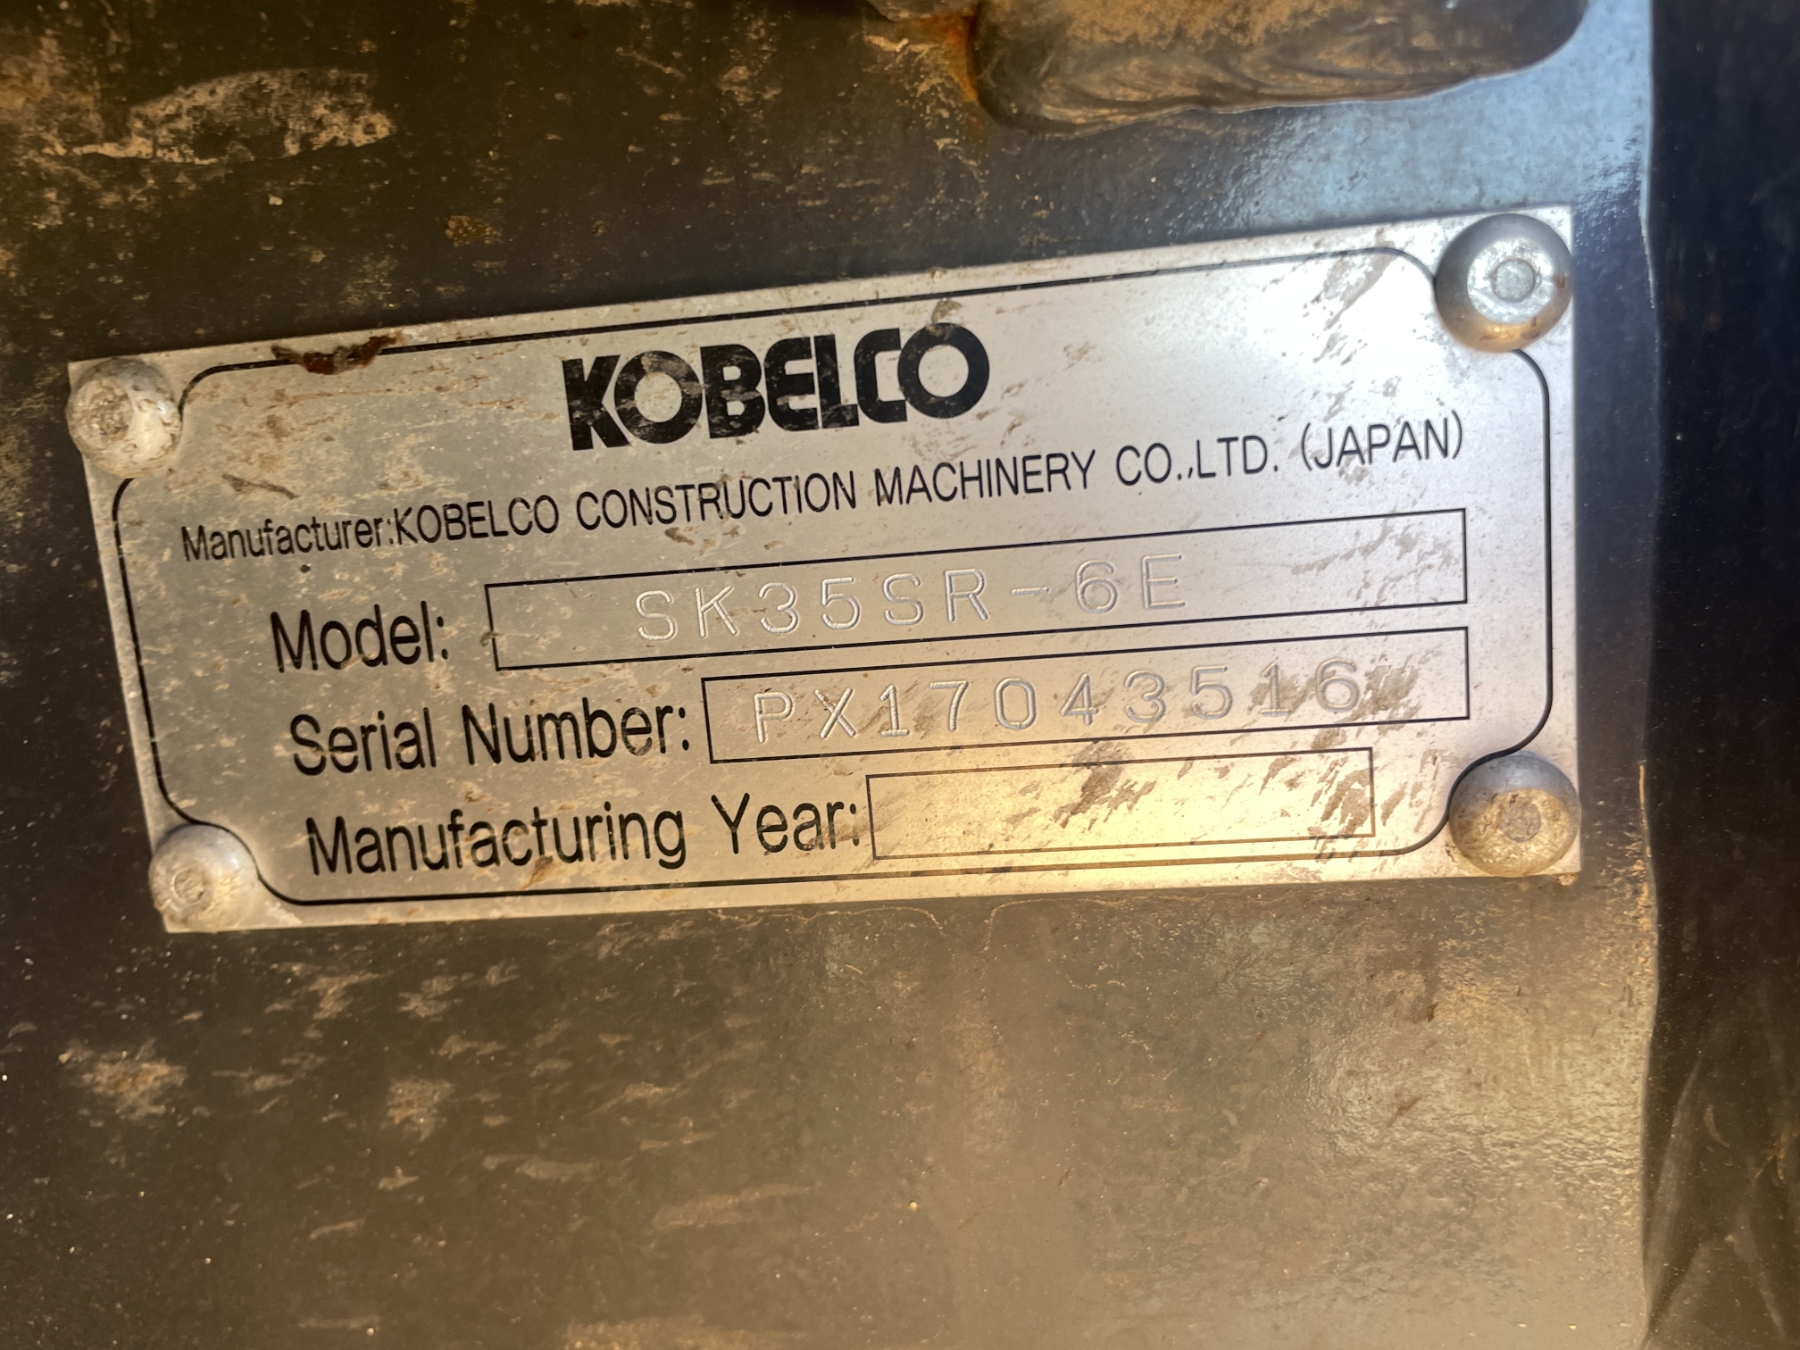 KOBELCO
Manufacturer:KOBELCO CONSTRUCTION MACHINERY CO.,LTD. (JAPAN)
Model: SK35SR-6E
Serial Number: PX17043516
Manufacturing Year: